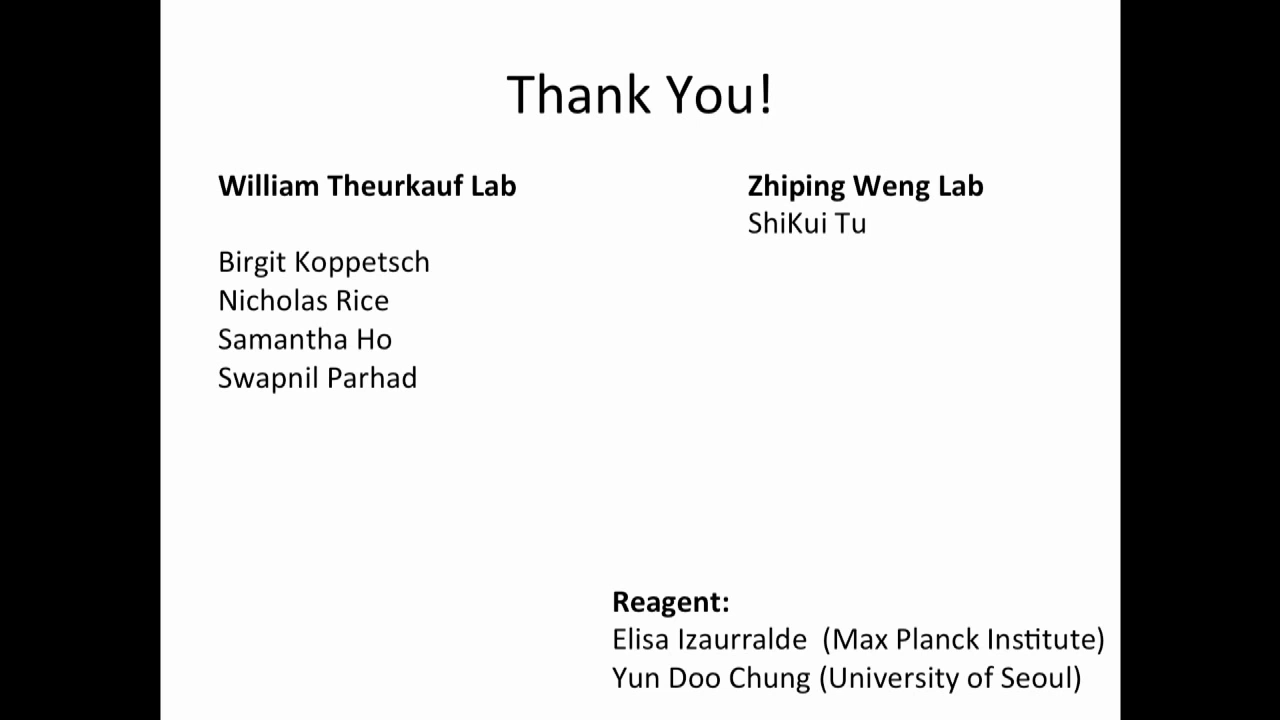 Thank You!
William Theurkauf Lab
Birgit Koppetsch
Nicholas Rice
Samantha Ho
Swapnil Parhad
Zhiping Weng Lab
ShiKui Tu
Reagent:
Elisa Izaurralde  (Max Planck Institute)
Yun Doo Chung (University of Seoul)